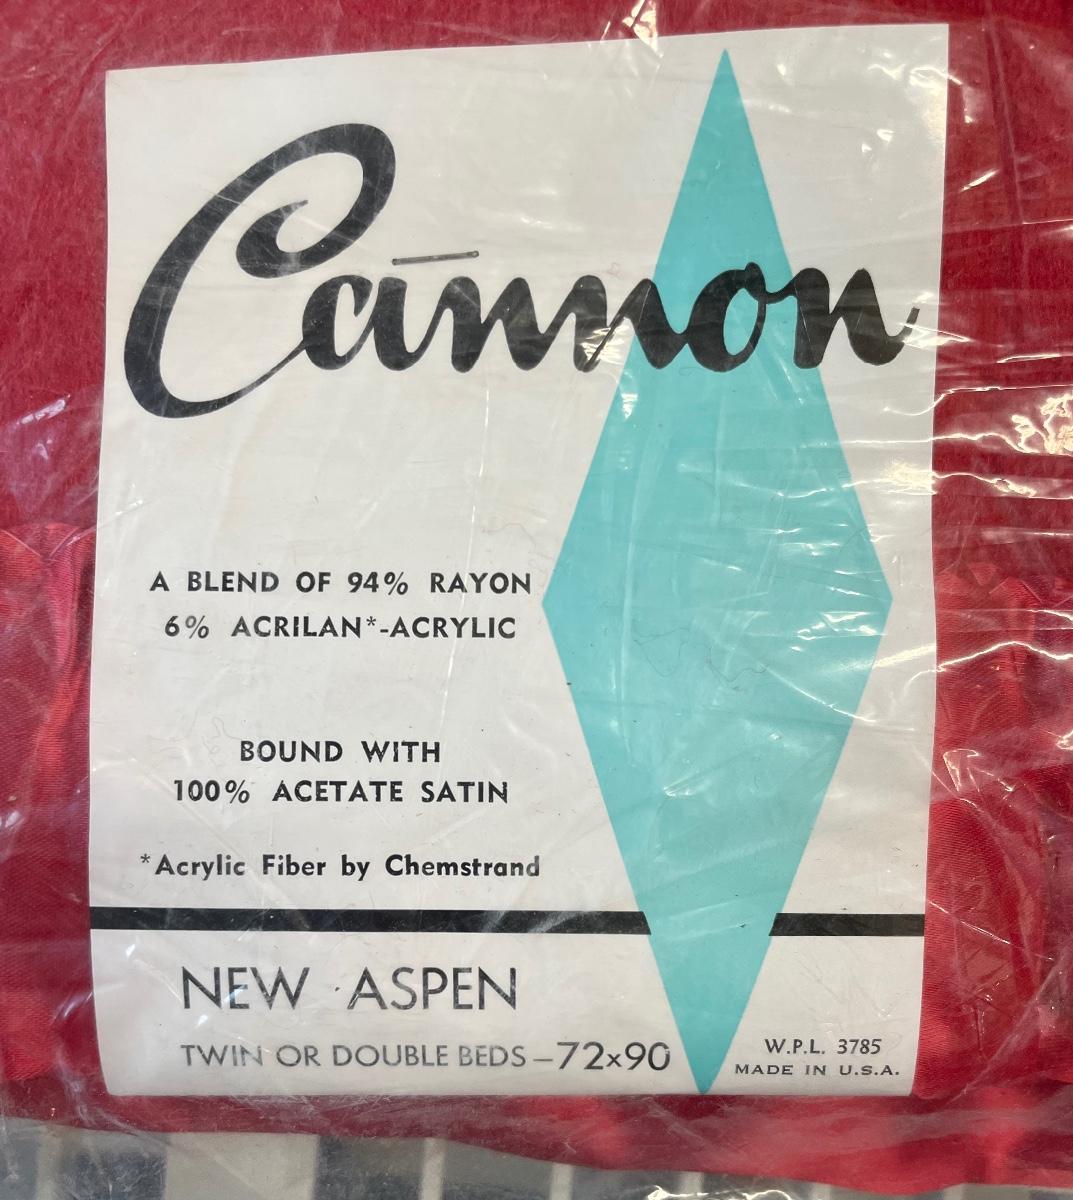 Cannon
A BLEND OF 94% RAYON
6% ACRILAN*-ACRYLIC
BOUND WITH
100% ACETATE SATIN
*Acrylic Fiber by Chemstrand
NEW ASPEN
TWIN OR DOUBLE BEDS–72x90
W.P.L. 3785
MADE IN U.S.A.